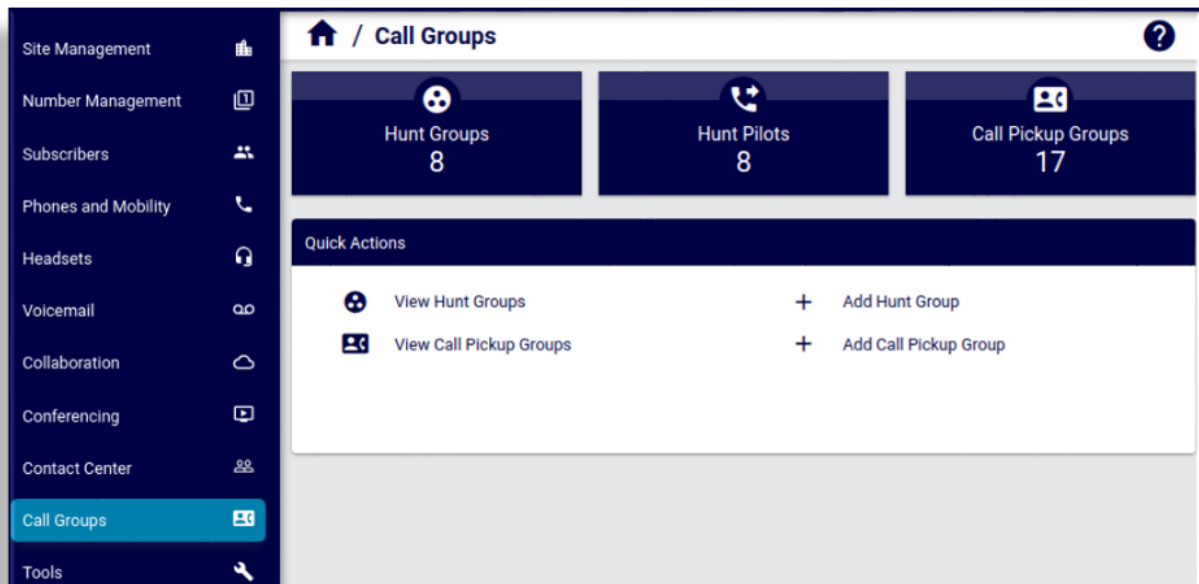 Site Management
Number Management
Subscribers
Phones and Mobility
Headsets
Voicemail
Collaboration
Conferencing
Contact Center
Call Groups
Tools
/ Call Groups
?
Hunt Groups
8
Hunt Pilots
8
Call Pickup Groups
17
Quick Actions
View Hunt Groups
+ Add Hunt Group
View Call Pickup Groups
+ Add Call Pickup Group